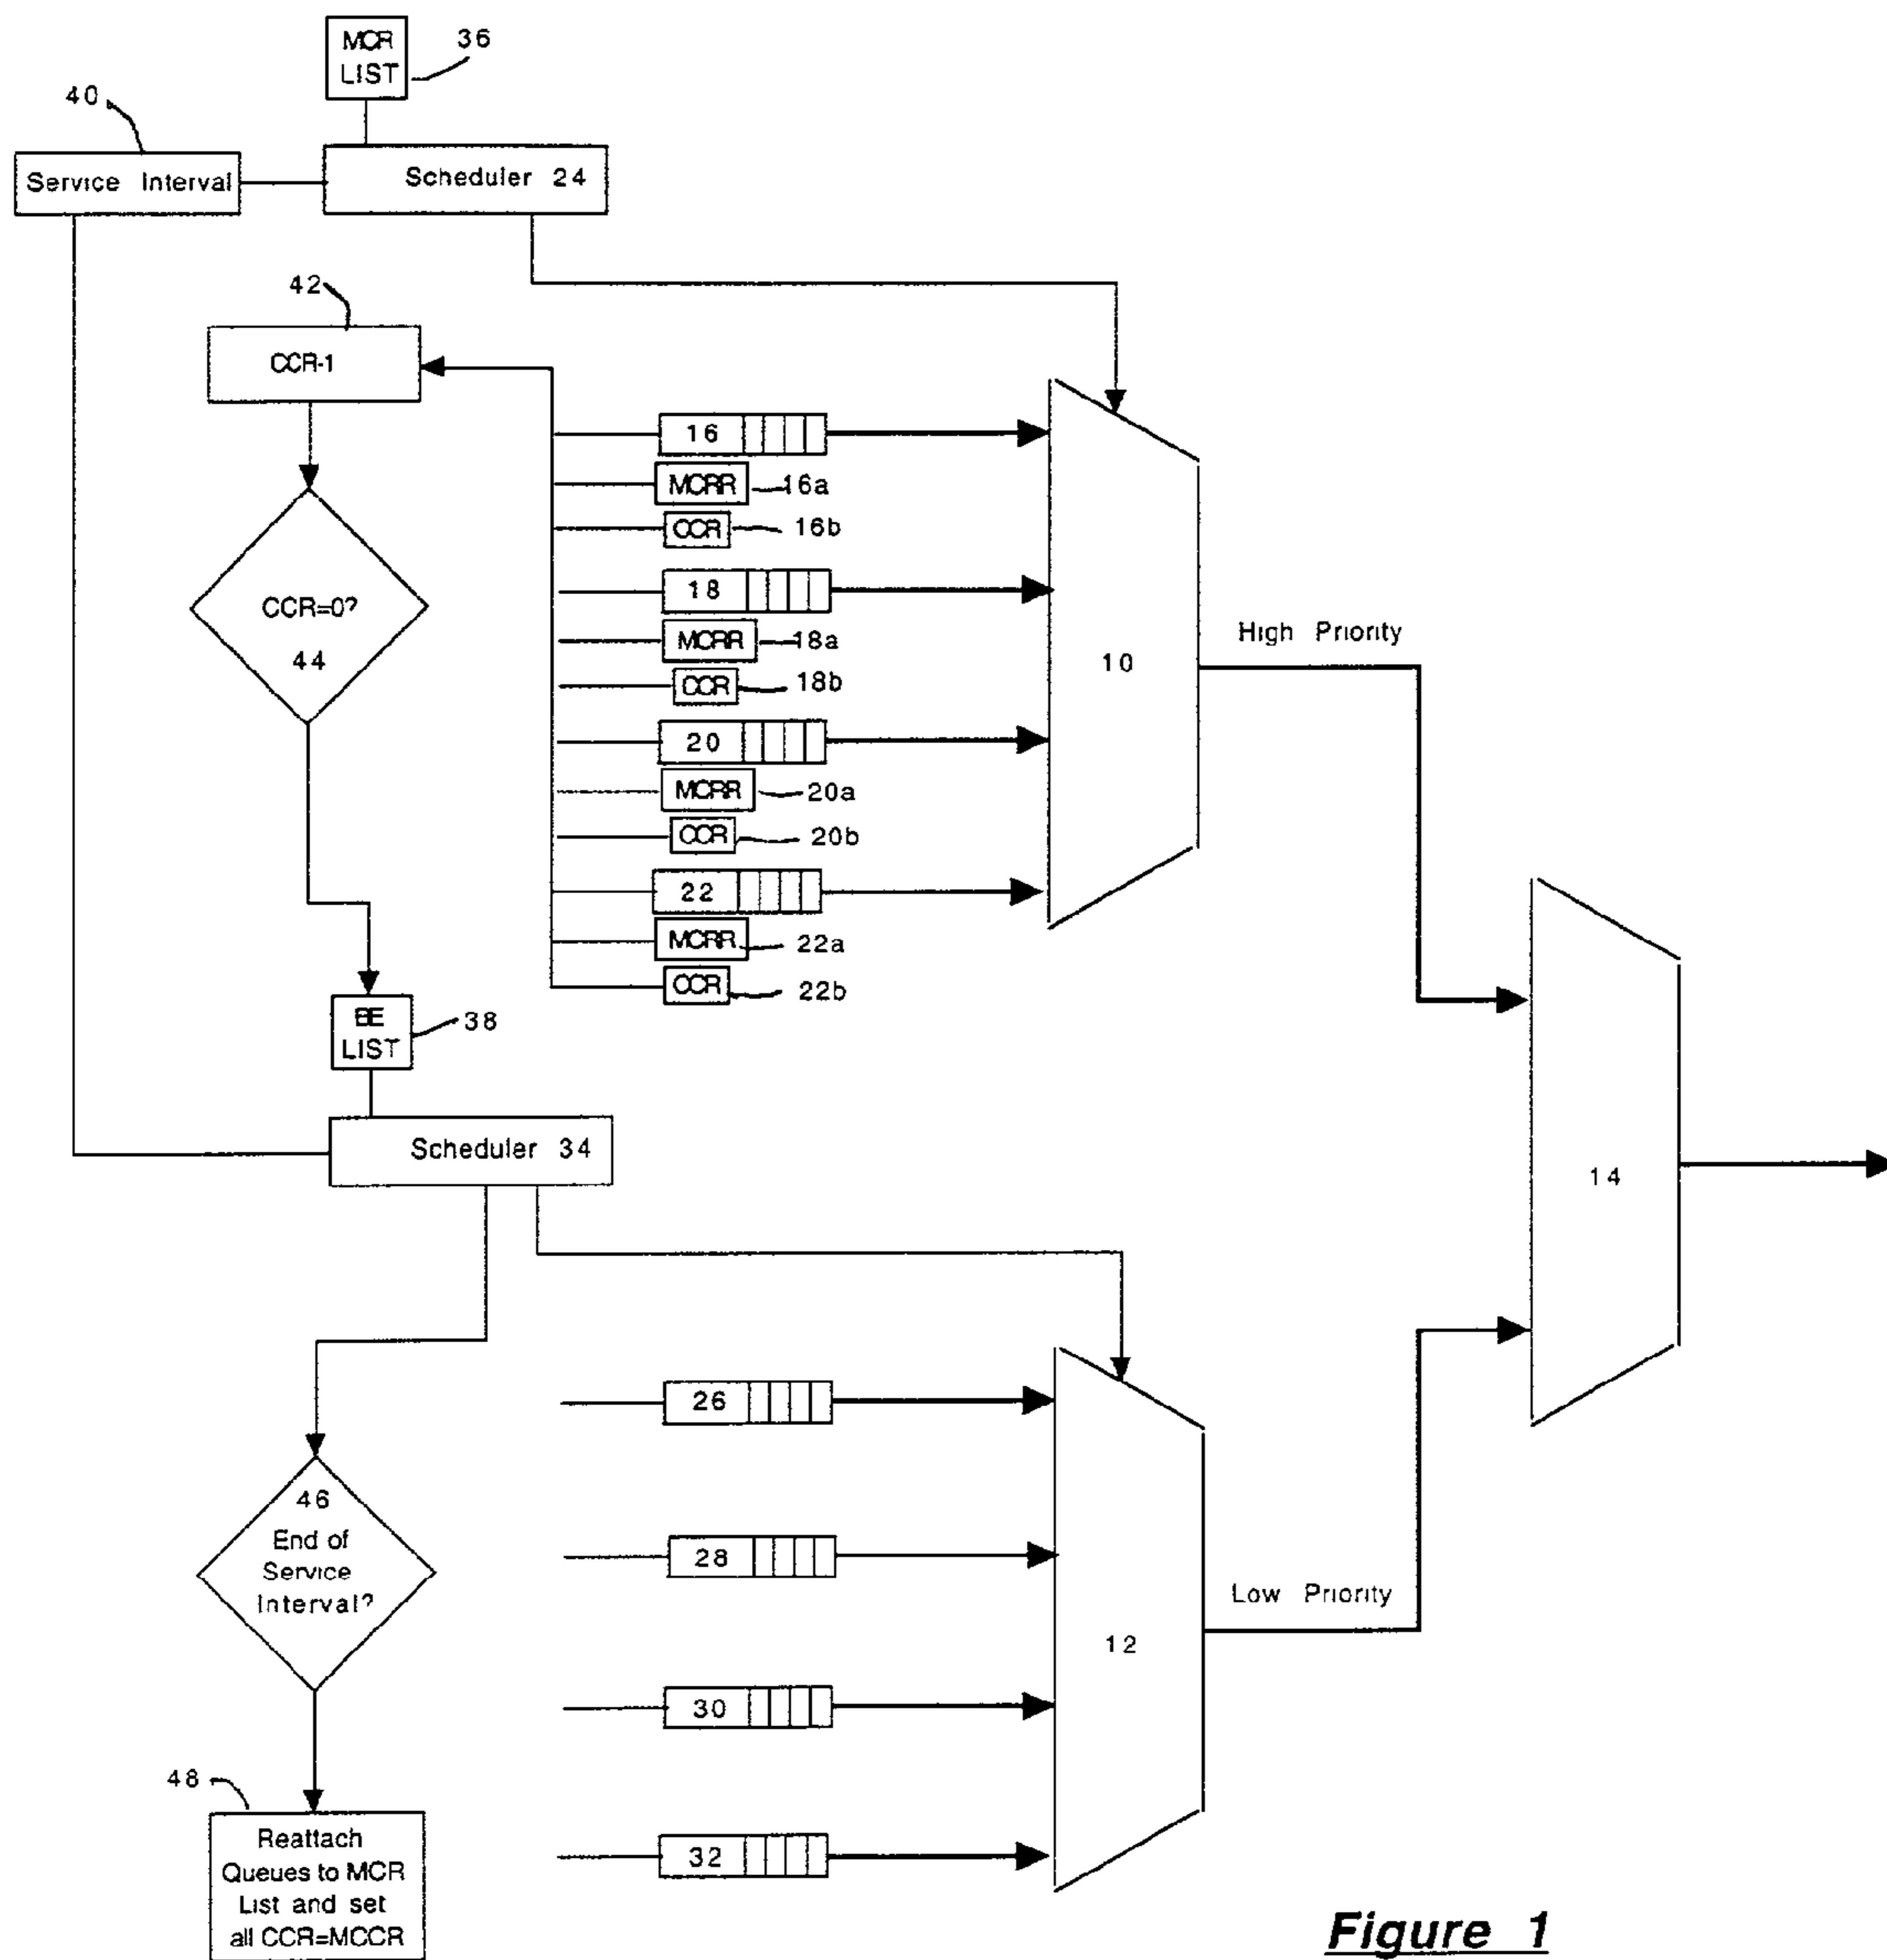 MCR
LIST
36
40
Service Interval
Scheduler 24
42
CCR-1
16
MCRR
16a
CCR
16b
CCR=0?
44
18
MCRR
18a
CCR
18b
High Priority
10
20
MCRR
20a
CCR
20b
22
MCRR
22a
CCR
22b
BE
LIST
38
Scheduler 34
14
26
46
End of
Service
Interval?
28
Low Priority
12
30
48
Reattach
Queues to MCR
List and set
all CCR=MCCR
32
Figure 1